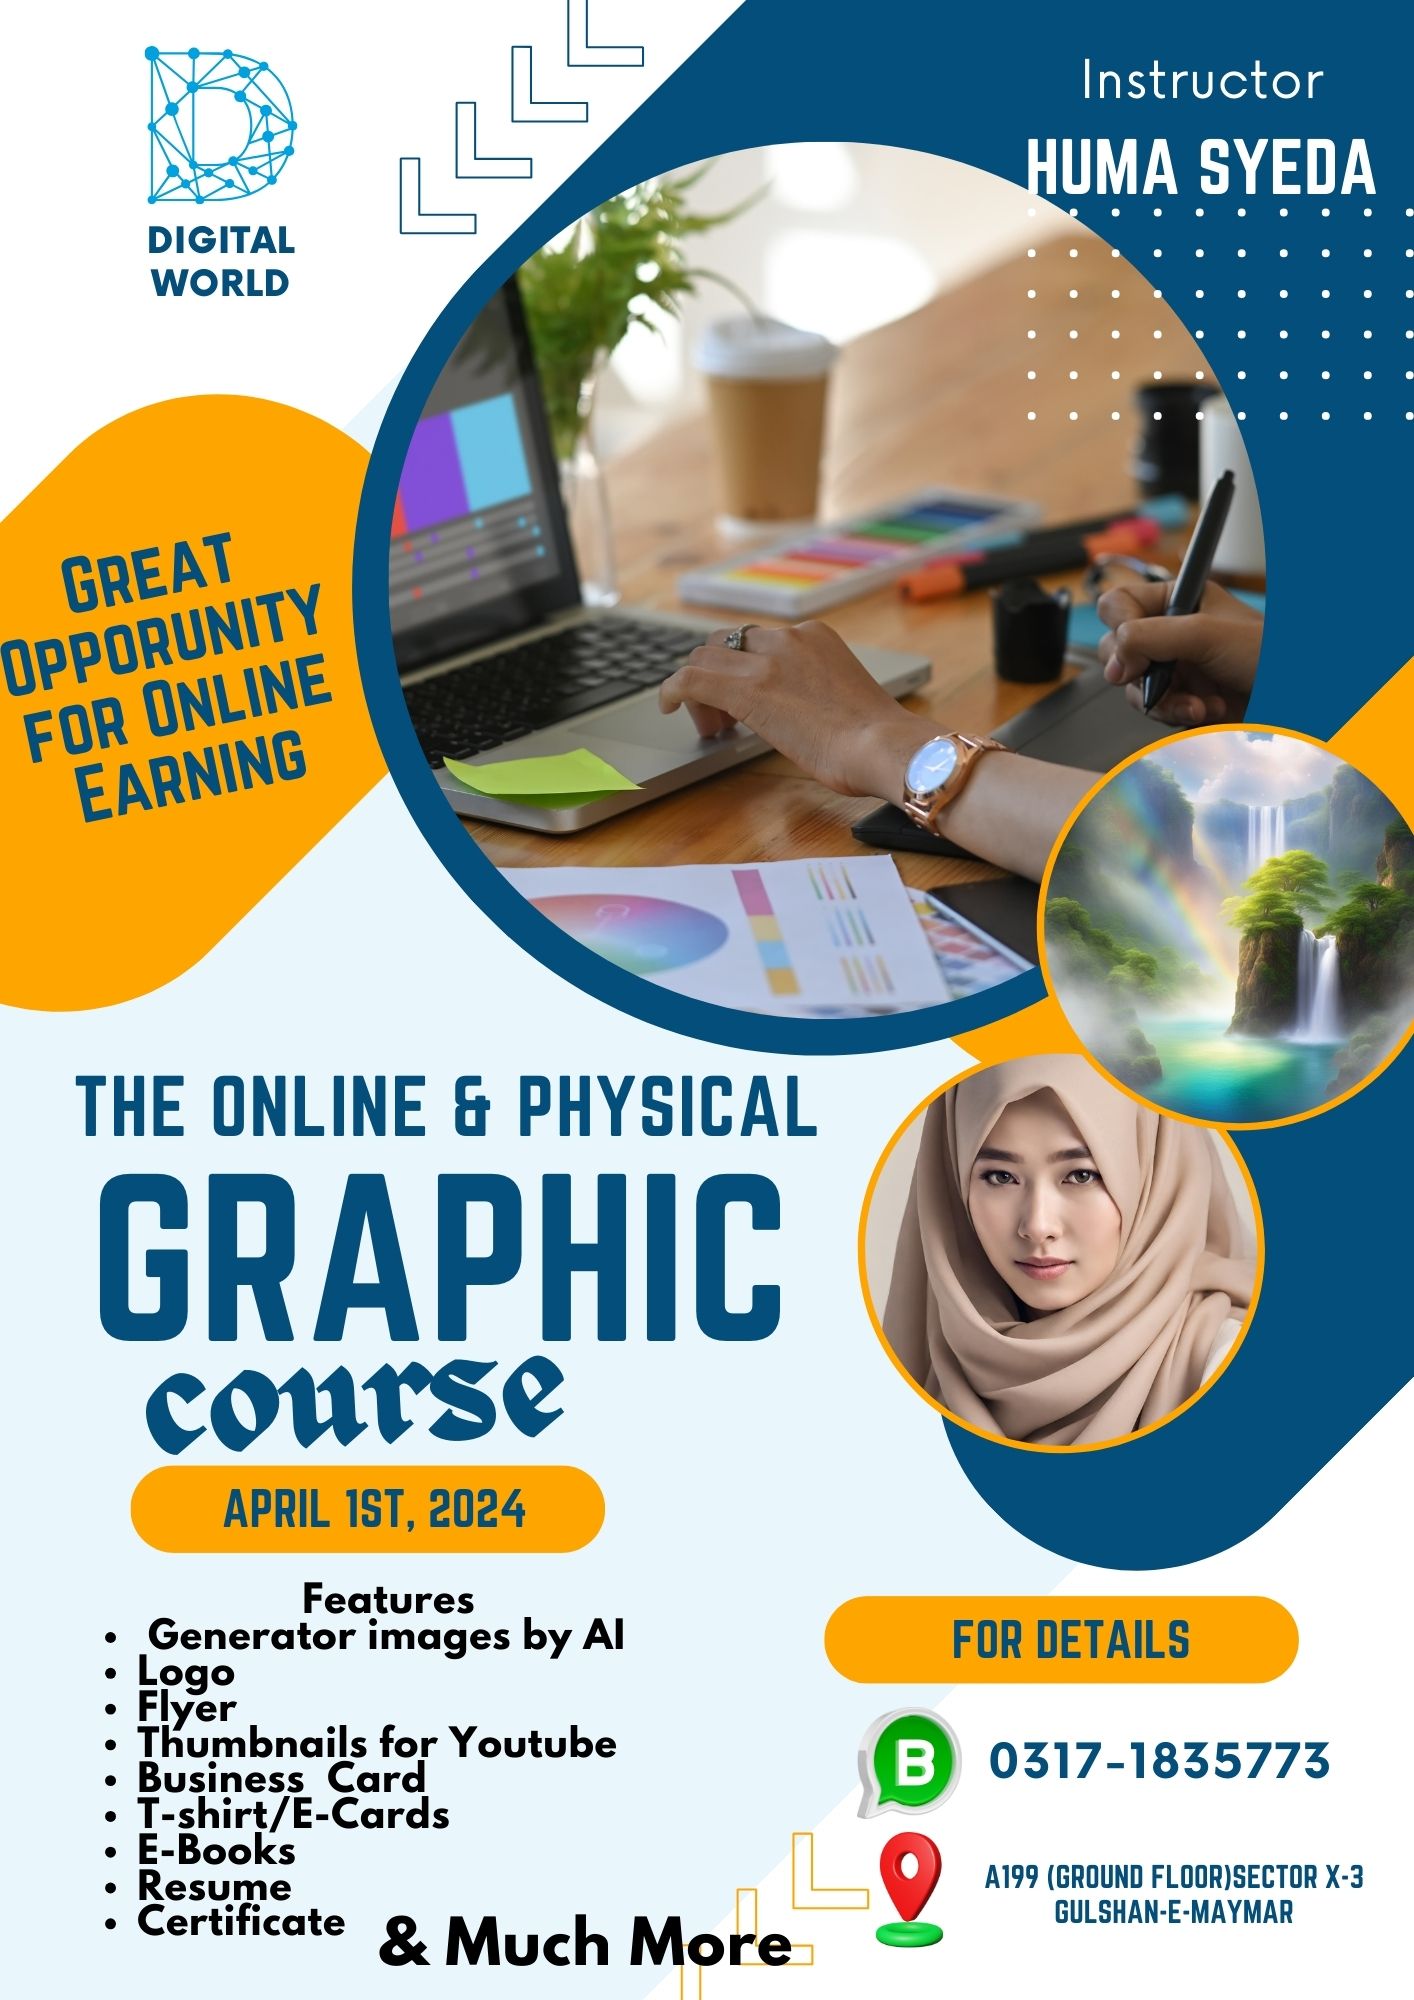 DIGITAL
WORLD
Instructor
HUMA SYEDA
GREAT
OPPORUNITY
FOR ONLINE
EARNING
THE ONLINE & PHYSICAL
GRAPHIC
course
APRIL 1ST, 2024
Features
• Generator images by AI
• Logo
• Flyer
• Thumbnails for Youtube
• Business Card
• T-shirt/E-Cards
• E-Books
• Resume
• Certificate
& Much More
FOR DETAILS
B 0317-1835773
A199 (GROUND FLOOR)SECTOR X-3
GULSHAN-E-MAYMAR